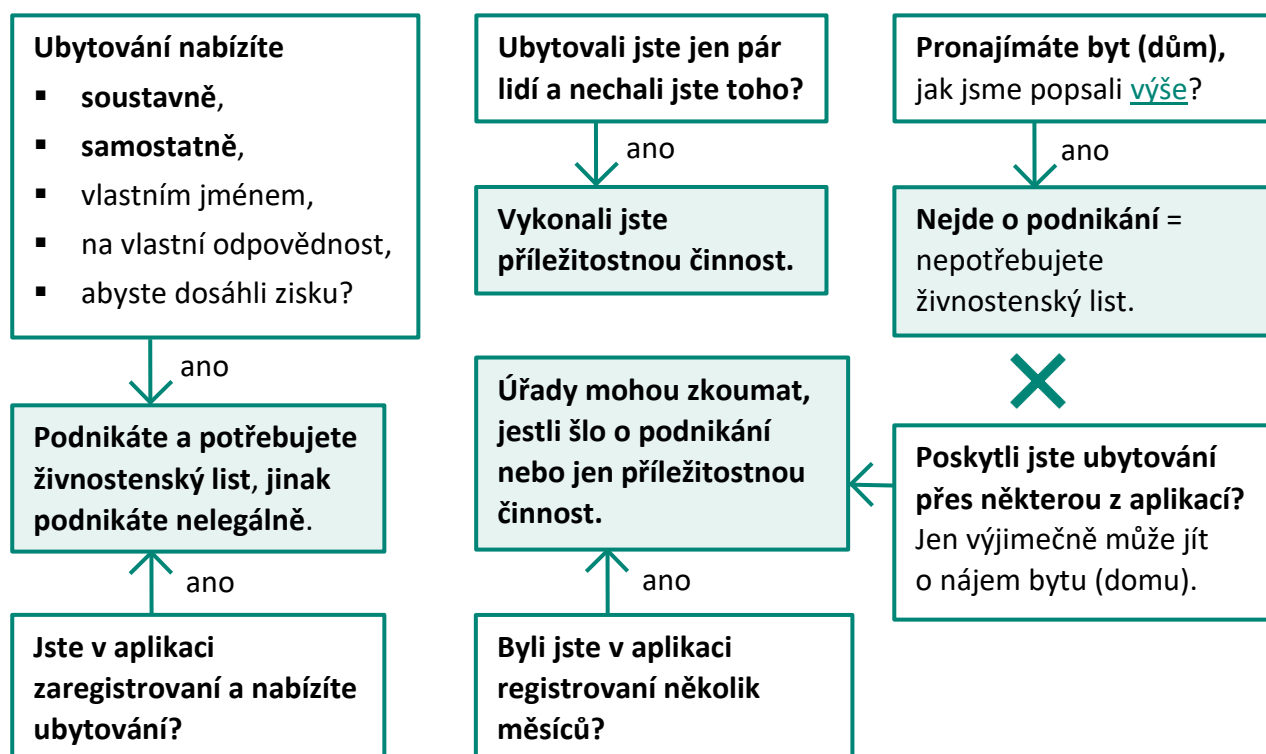 Ubytování nabízíte
▪ soustavně,
▪ samostatně,
▪ vlastním jménem,
▪ na vlastní odpovědnost,
▪ abyste dosáhli zisku?
ano
Podnikáte a potřebujete
živnostenský list, jinak
podnikáte nelegálně.
ano
Jste v aplikaci
zaregistrovaní a nabízíte
ubytování?
Ubytovali jste jen pár
lidí a nechali jste toho?
ano
Vykonali jste
příležitostnou činnost.
Úřady mohou zkoumat,
jestli šlo o podnikání
nebo jen příležitostnou
činnost.
ano
Byli jste v aplikaci
registrovaní několik
měsíců?
Pronajímáte byt (dům),
jak jsme popsali výše?
ano
Nejde o podnikání =
nepotřebujete
živnostenský list.
Poskytli jste ubytování
přes některou z aplikací?
Jen výjimečně může jít
o nájem bytu (domu).